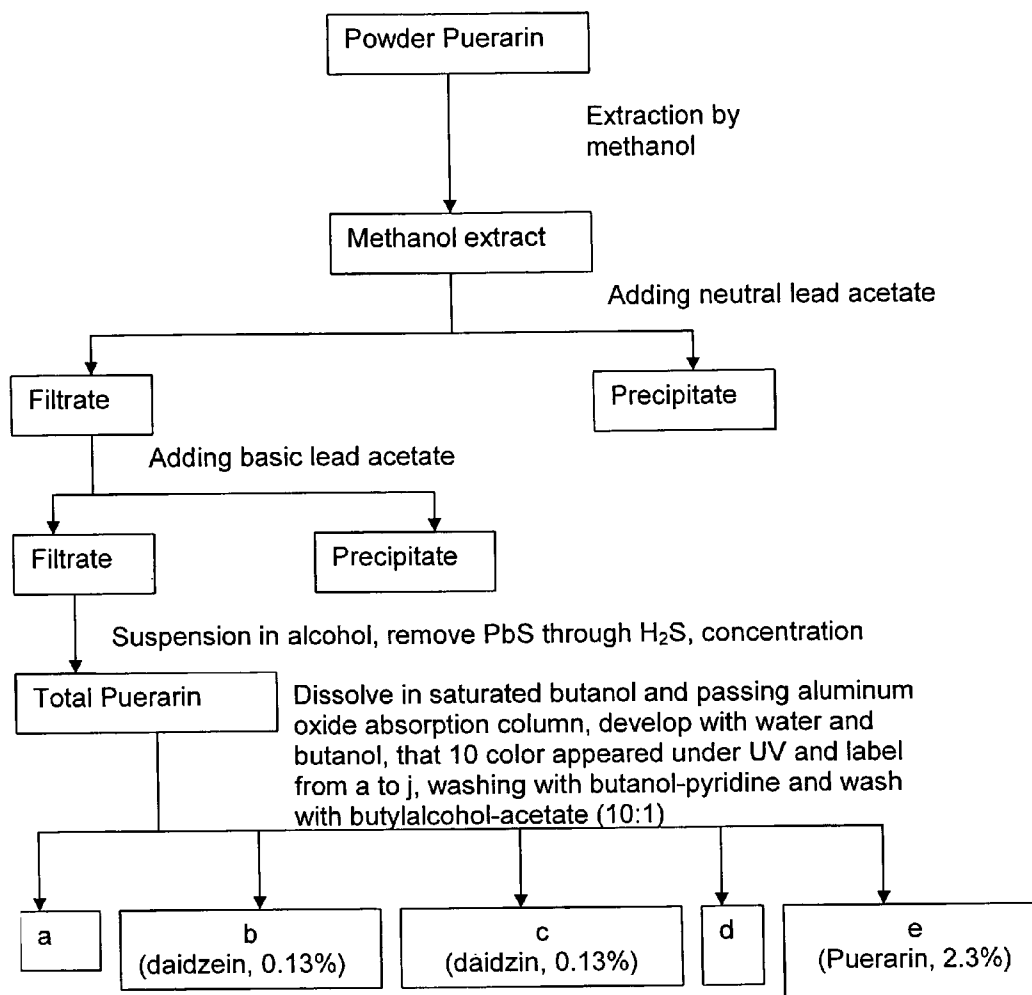 Powder Puerarin
Extraction by
methanol
Methanol extract
Adding neutral lead acetate
Filtrate
Precipitate
Adding basic lead acetate
Filtrate
Precipitate
Suspension in alcohol, remove PbS through H₂S, concentration
Total Puerarin
Dissolve in saturated butanol and passing aluminum
oxide absorption column, develop with water and
butanol, that 10 color appeared under UV and label
from a to j, washing with butanol-pyridine and wash
with butylalcohol-acetate (10:1)
a
b
(daidzein, 0.13%)
c
(daidzin, 0.13%)
d
e
(Puerarin, 2.3%)